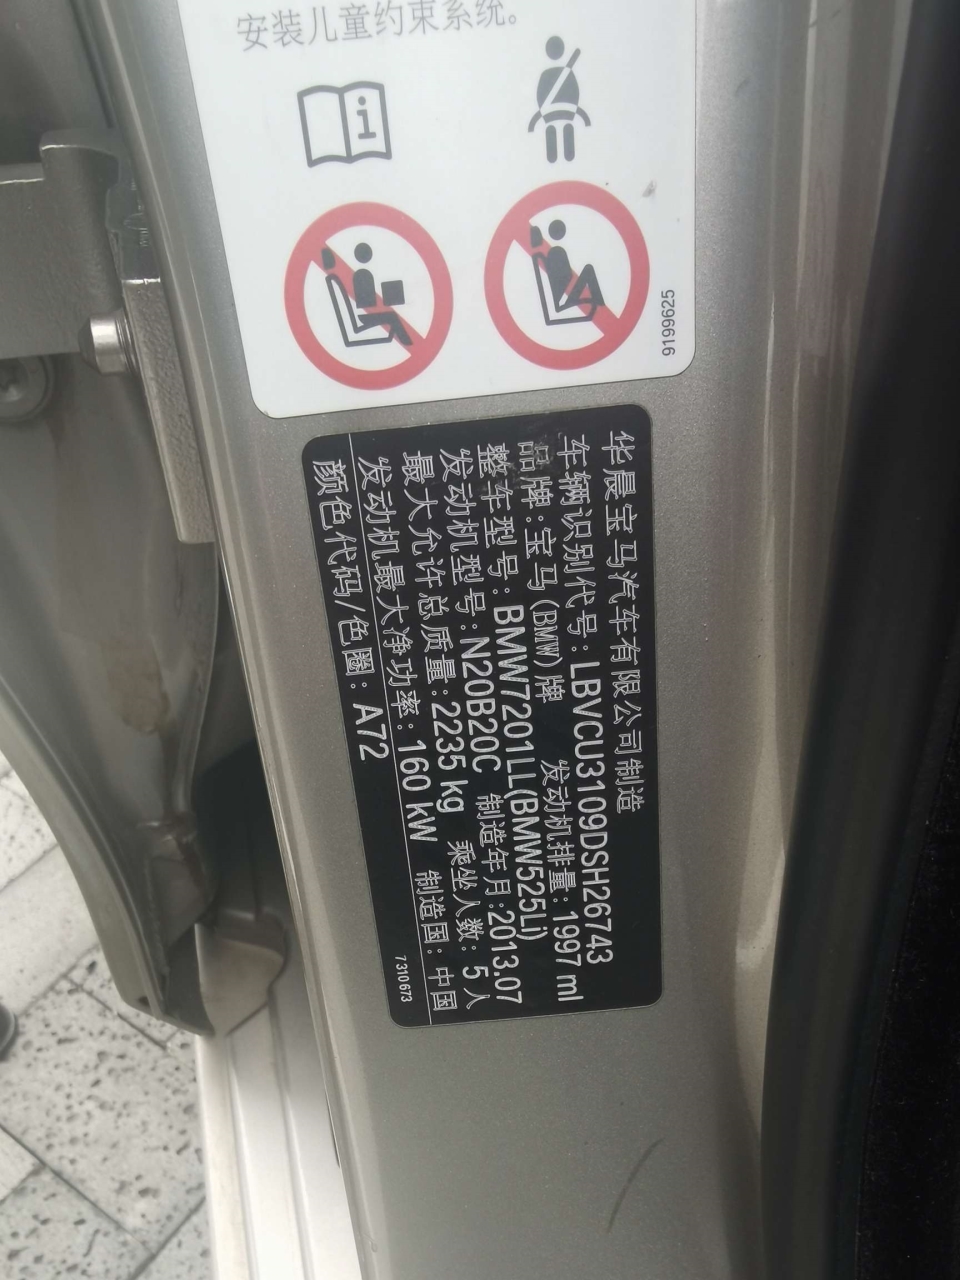 安装儿童约束系统。
9199625
华晨宝马汽车有限公司制造
车辆识别代号：LBVCU3109DSH26743
品牌：宝马(BMW)牌 发动机排量：1997 ml
整车型号：BMW7201LL(BMW525Li)
发动机型号：N20B20C 制造年月：2013.07
最大允许总质量：2235 kg 乘坐人数：5人
发动机最大净功率：160 kW 制造国：中国
颜色代码/色圈：A72
7 310 673